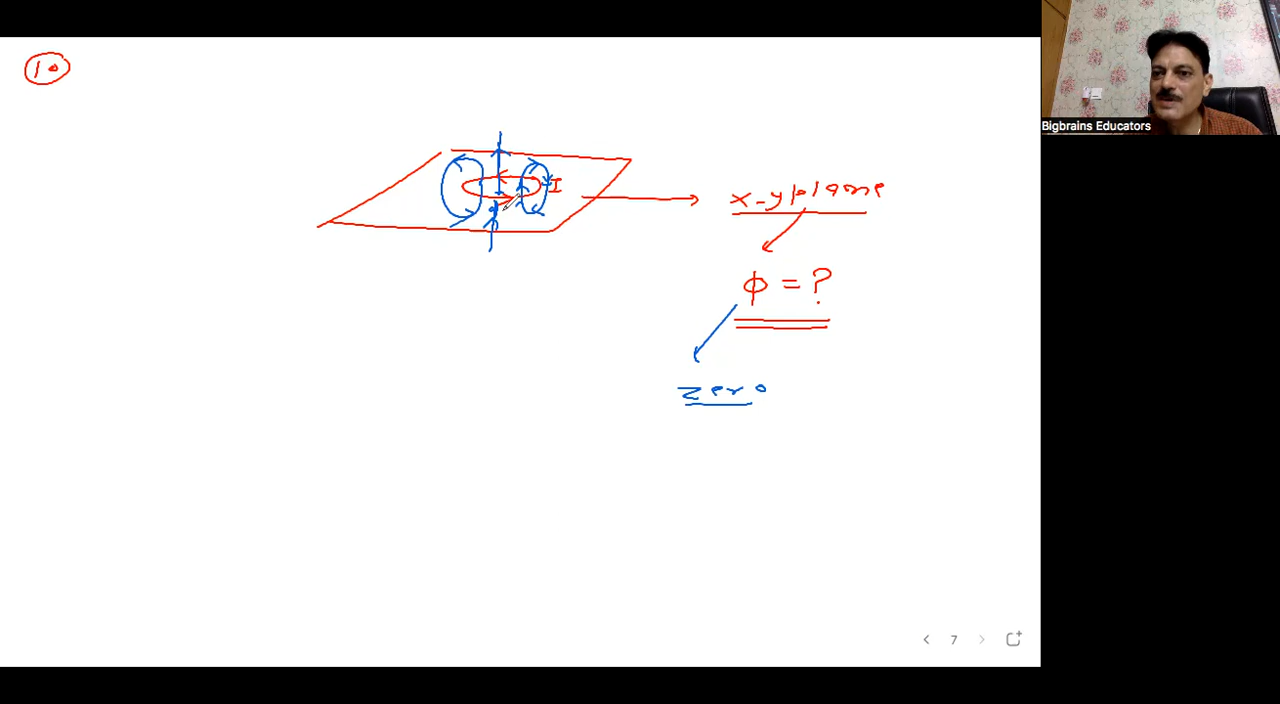 10
Bigbrains Educators
I
x-y plane
ϕ = ?
zero
7